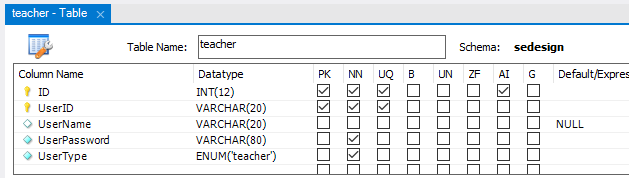 teacher - Table
Table Name: teacher Schema: sedesign
Column Name Datatype PK NN UQ B UN ZF AI G Default/Expres
ID INT(12)
UserID VARCHAR(20)
UserName VARCHAR(20) NULL
UserPassword VARCHAR(80)
UserType ENUM('teacher')